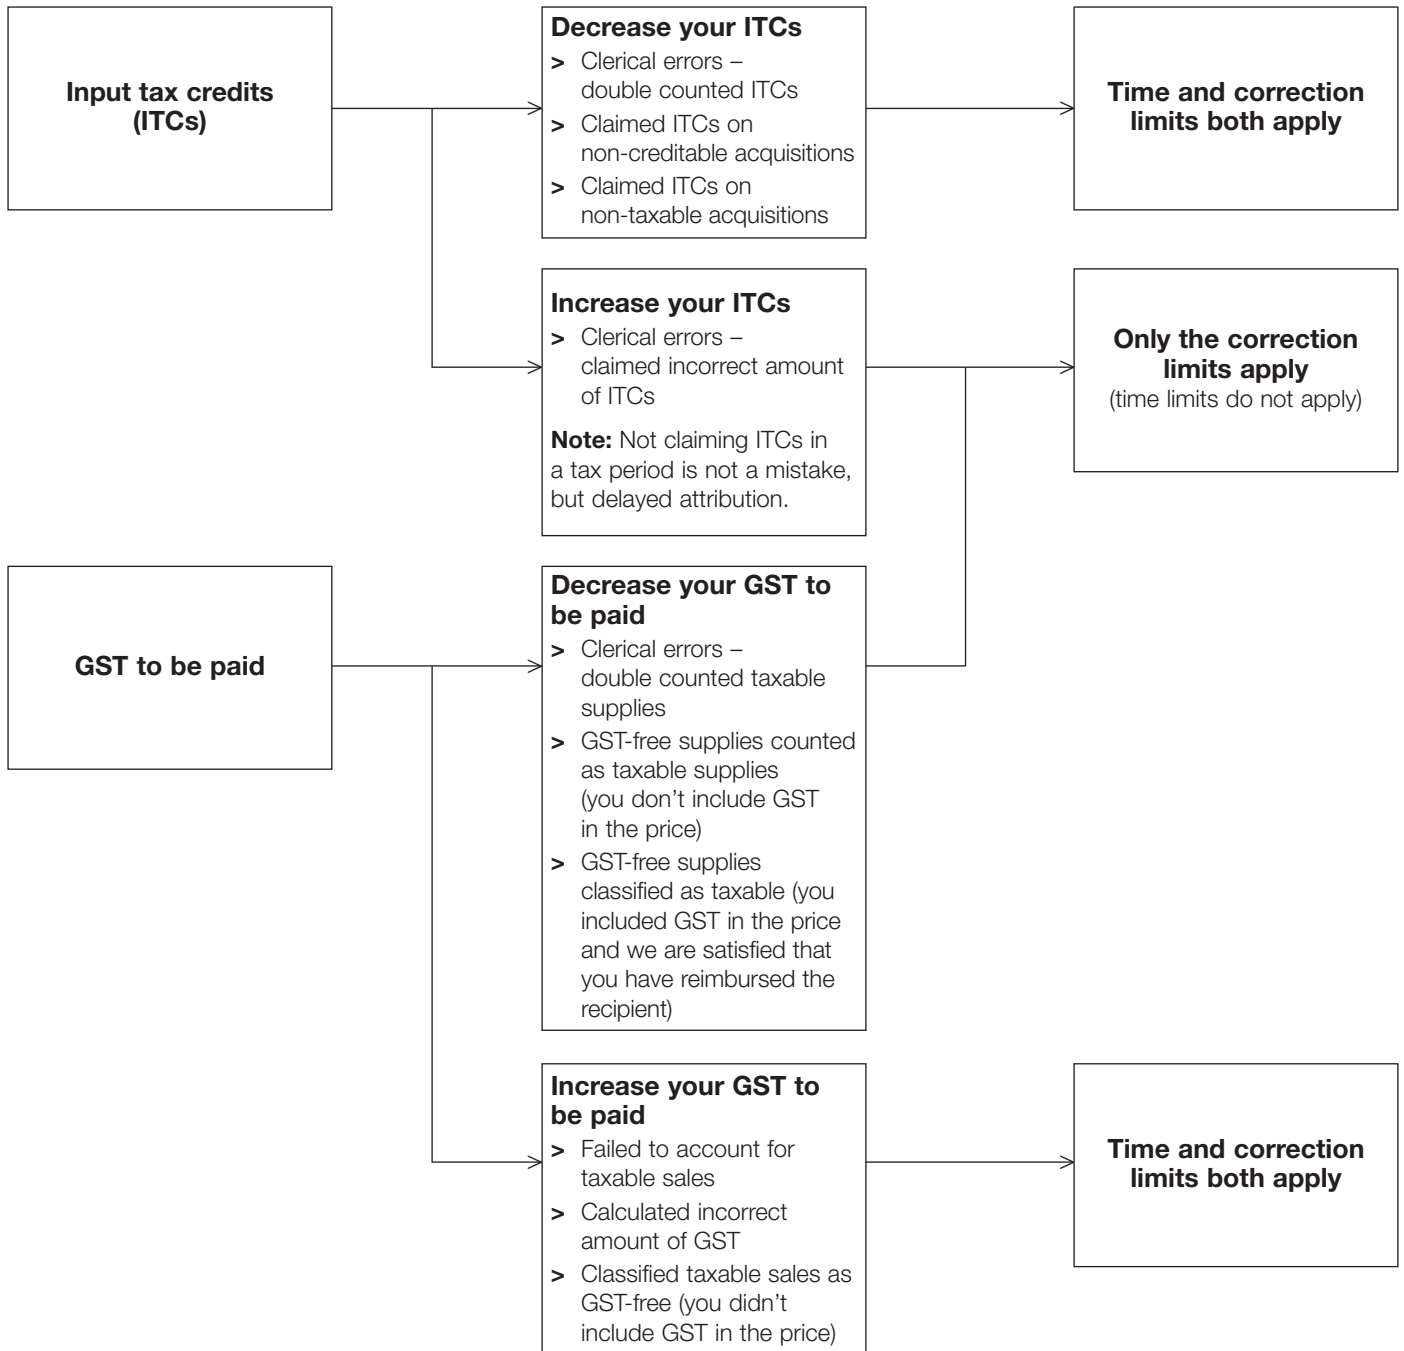 Input tax credits
(ITCs)
Decrease your ITCs
> Clerical errors –
double counted ITCs
> Claimed ITCs on
non-creditable acquisitions
> Claimed ITCs on
non-taxable acquisitions
Time and correction
limits both apply
Increase your ITCs
> Clerical errors –
claimed incorrect amount
of ITCs
Note: Not claiming ITCs in
a tax period is not a mistake,
but delayed attribution.
Only the correction
limits apply
(time limits do not apply)
GST to be paid
Decrease your GST to
be paid
> Clerical errors –
double counted taxable
supplies
> GST-free supplies counted
as taxable supplies
(you don’t include GST
in the price)
> GST-free supplies
classified as taxable (you
included GST in the price
and we are satisfied that
you have reimbursed the
recipient)
Increase your GST to
be paid
> Failed to account for
taxable sales
> Calculated incorrect
amount of GST
> Classified taxable sales as
GST-free (you didn’t
include GST in the price)
Time and correction
limits both apply